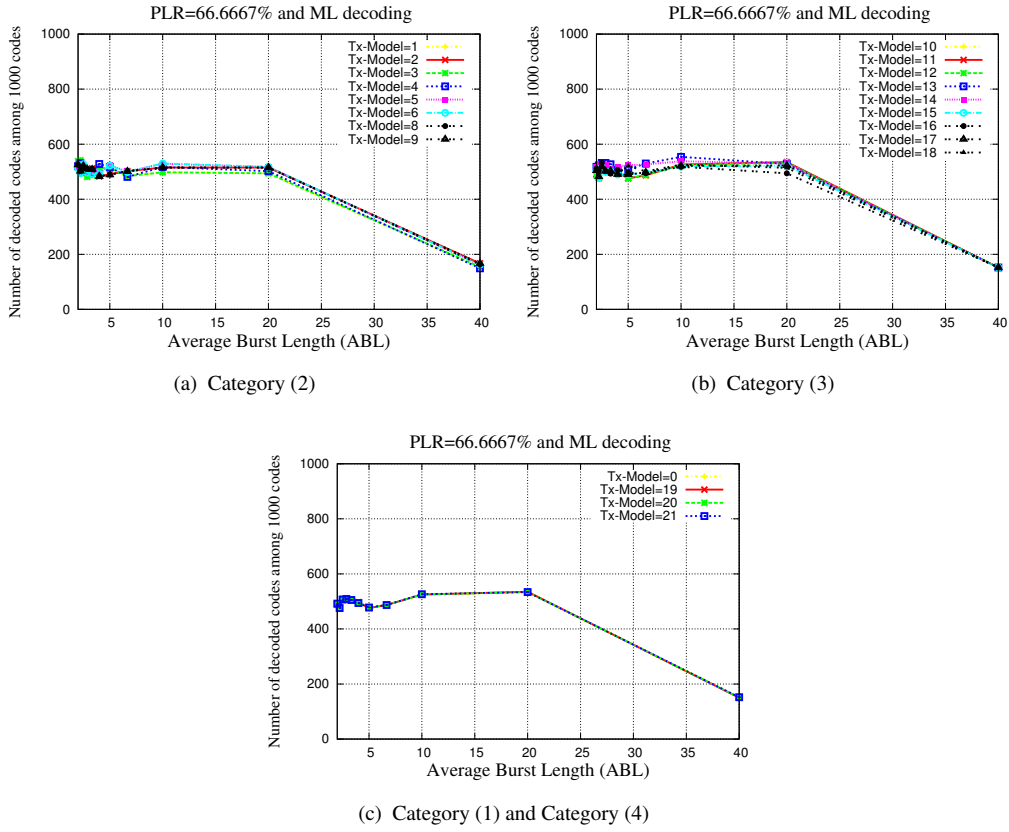 PLR=66.6667% and ML decoding
Number of decoded codes among 1000 codes
1000
800
600
400
200
0
Tx-Model=1
Tx-Model=2
Tx-Model=3
Tx-Model=4
Tx-Model=5
Tx-Model=6
Tx-Model=8
Tx-Model=9
5 10 15 20 25 30 35 40
Average Burst Length (ABL)
(a) Category (2)
PLR=66.6667% and ML decoding
Number of decoded codes among 1000 codes
1000
800
600
400
200
0
Tx-Model=10
Tx-Model=11
Tx-Model=12
Tx-Model=13
Tx-Model=14
Tx-Model=15
Tx-Model=16
Tx-Model=17
Tx-Model=18
5 10 15 20 25 30 35 40
Average Burst Length (ABL)
(b) Category (3)
PLR=66.6667% and ML decoding
Number of decoded codes among 1000 codes
1000
800
600
400
200
0
Tx-Model=0
Tx-Model=19
Tx-Model=20
Tx-Model=21
5 10 15 20 25 30 35 40
Average Burst Length (ABL)
(c) Category (1) and Category (4)